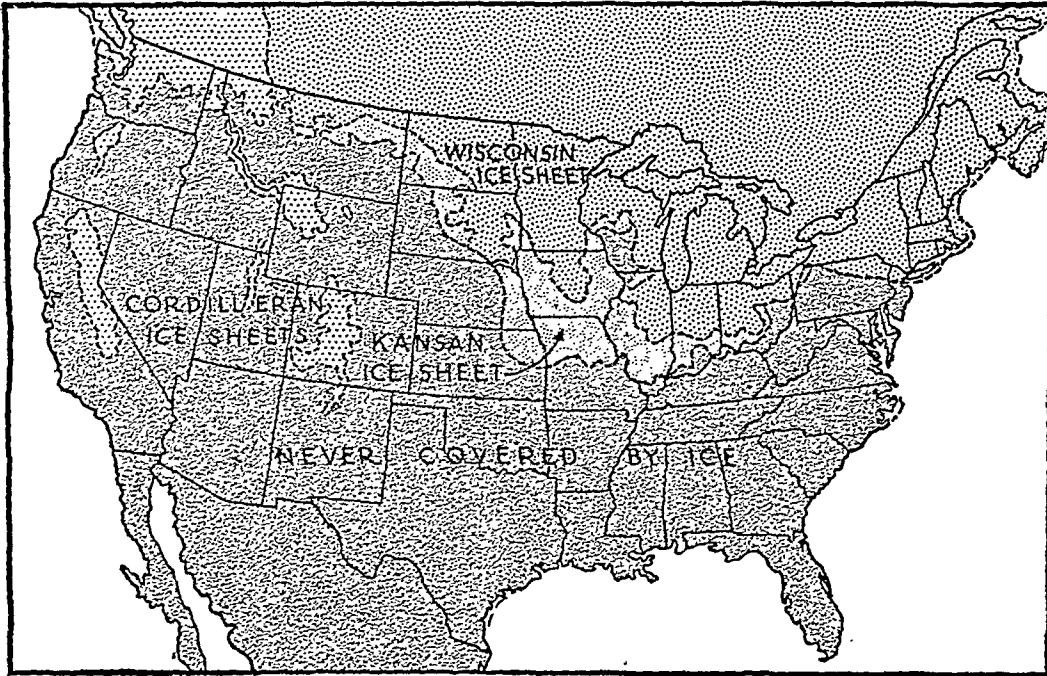 WISCONSIN
ICE SHEET
CORDILLERAN
ICE SHEETS
KANSAN
ICE SHEET
NEVER COVERED BY ICE